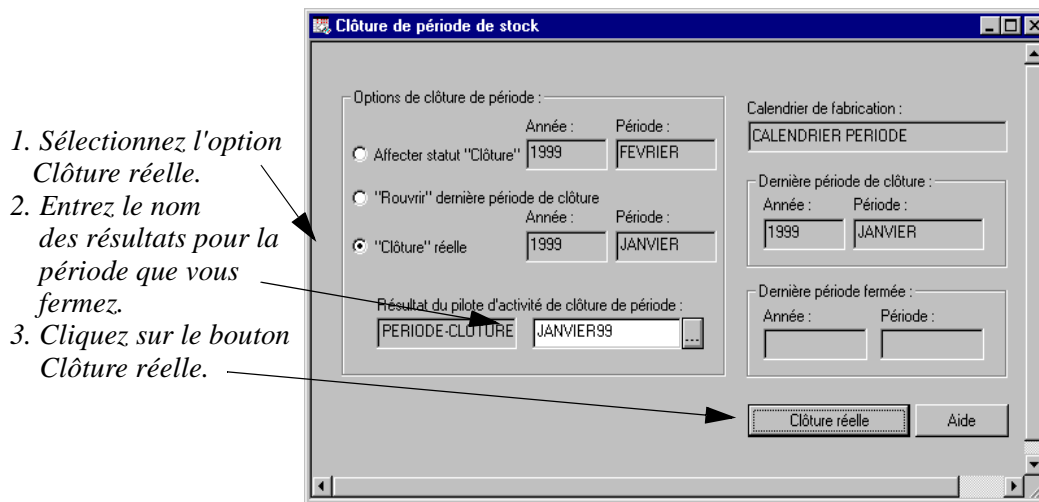 Clôture de période de stock
1. Sélectionnez l'option
Clôture réelle.
2. Entrez le nom
des résultats pour la
période que vous
fermez.
3. Cliquez sur le bouton
Clôture réelle.
Options de clôture de période :
Année : Période :
Affecter statut "Clôture" 1999 FEVRIER
"Rouvrir" dernière période de clôture
Année : Période :
"Clôture" réelle 1999 JANVIER
Résultat du pilote d'activité de clôture de période :
PERIODE-CLOTURE JANVIER99 ...
Calendrier de fabrication :
CALENDRIER PERIODE
Dernière période de clôture :
Année : Période :
1999 JANVIER
Dernière période fermée :
Année : Période :
Clôture réelle Aide